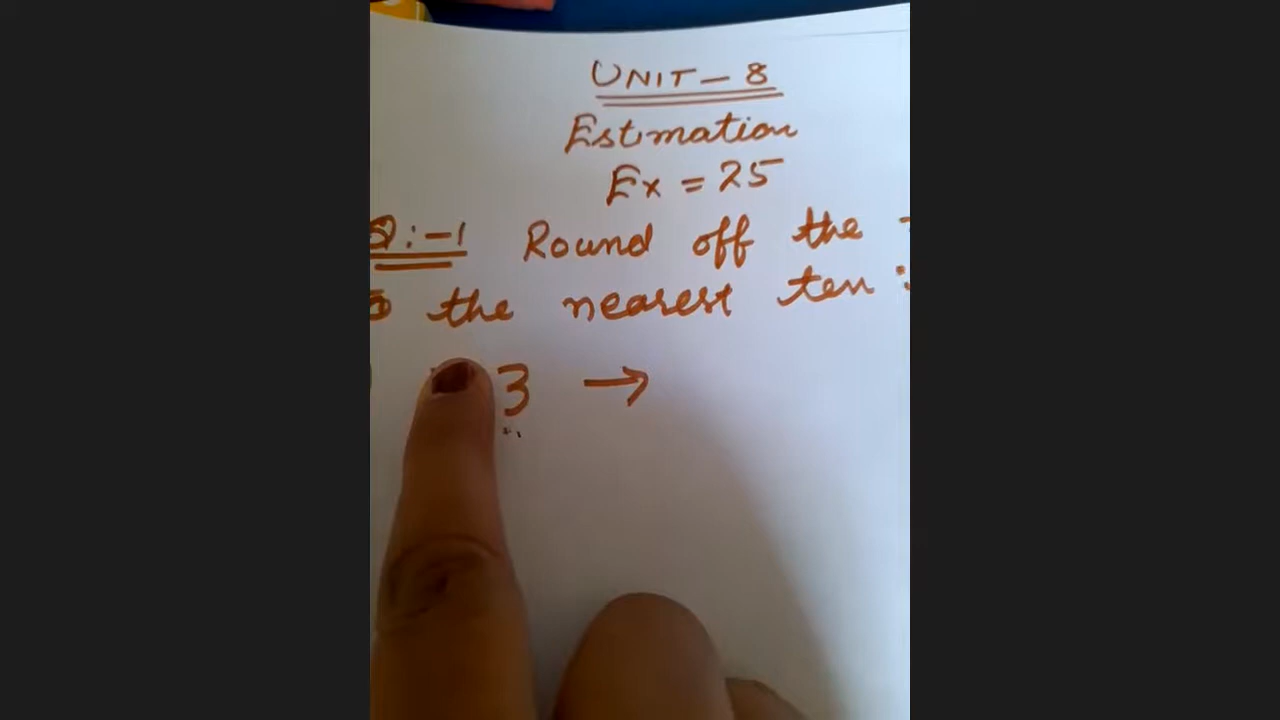 UNIT - 8
Estimation
Ex = 25
Q:-1 Round off the
the nearest ten :
3 →